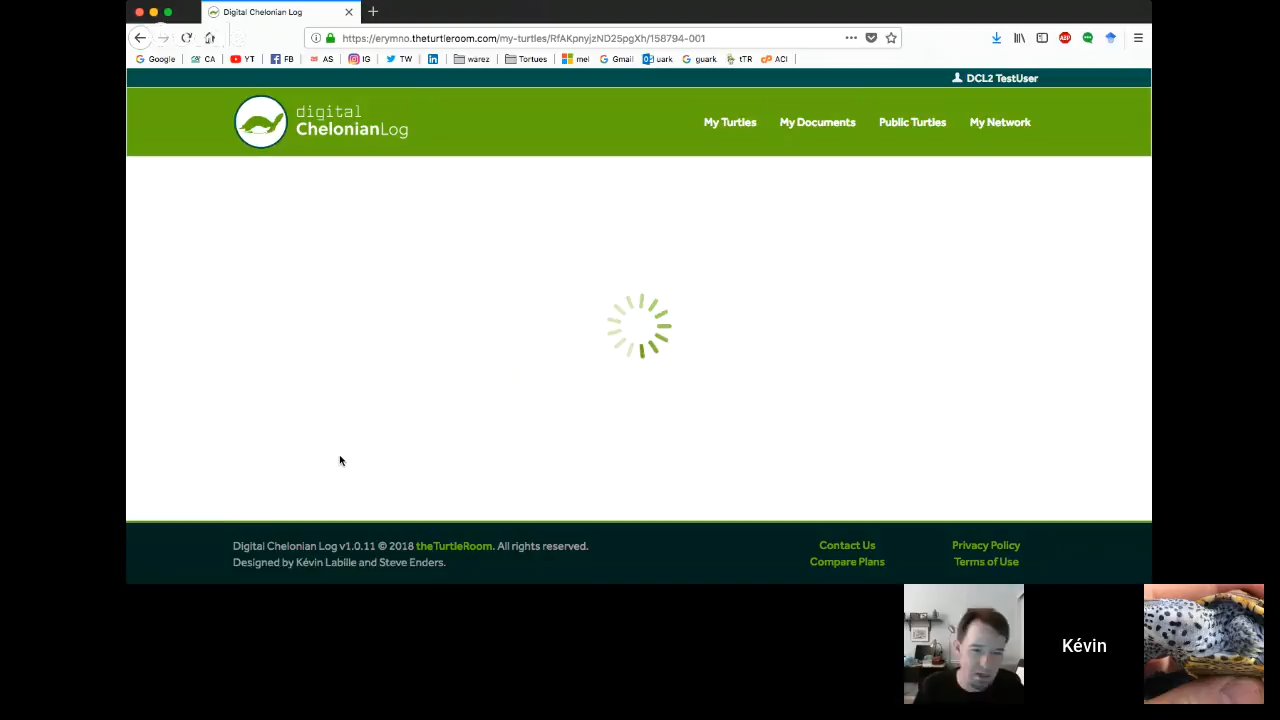 Digital Chelonian Log
https://erymno.theturtleroom.com/my-turtles/RfAKpnyjzND25pgXh/158794-001
Google CA YT FB AS IG TW warez Tortues mel Gmail uark guark tTR ACI
DCL2 TestUser
digital
ChelonianLog
My Turtles My Documents Public Turtles My Network
Digital Chelonian Log v1.0.11 © 2018 theTurtleRoom. All rights reserved.
Designed by Kévin Labille and Steve Enders.
Contact Us Privacy Policy
Compare Plans Terms of Use
Kévin